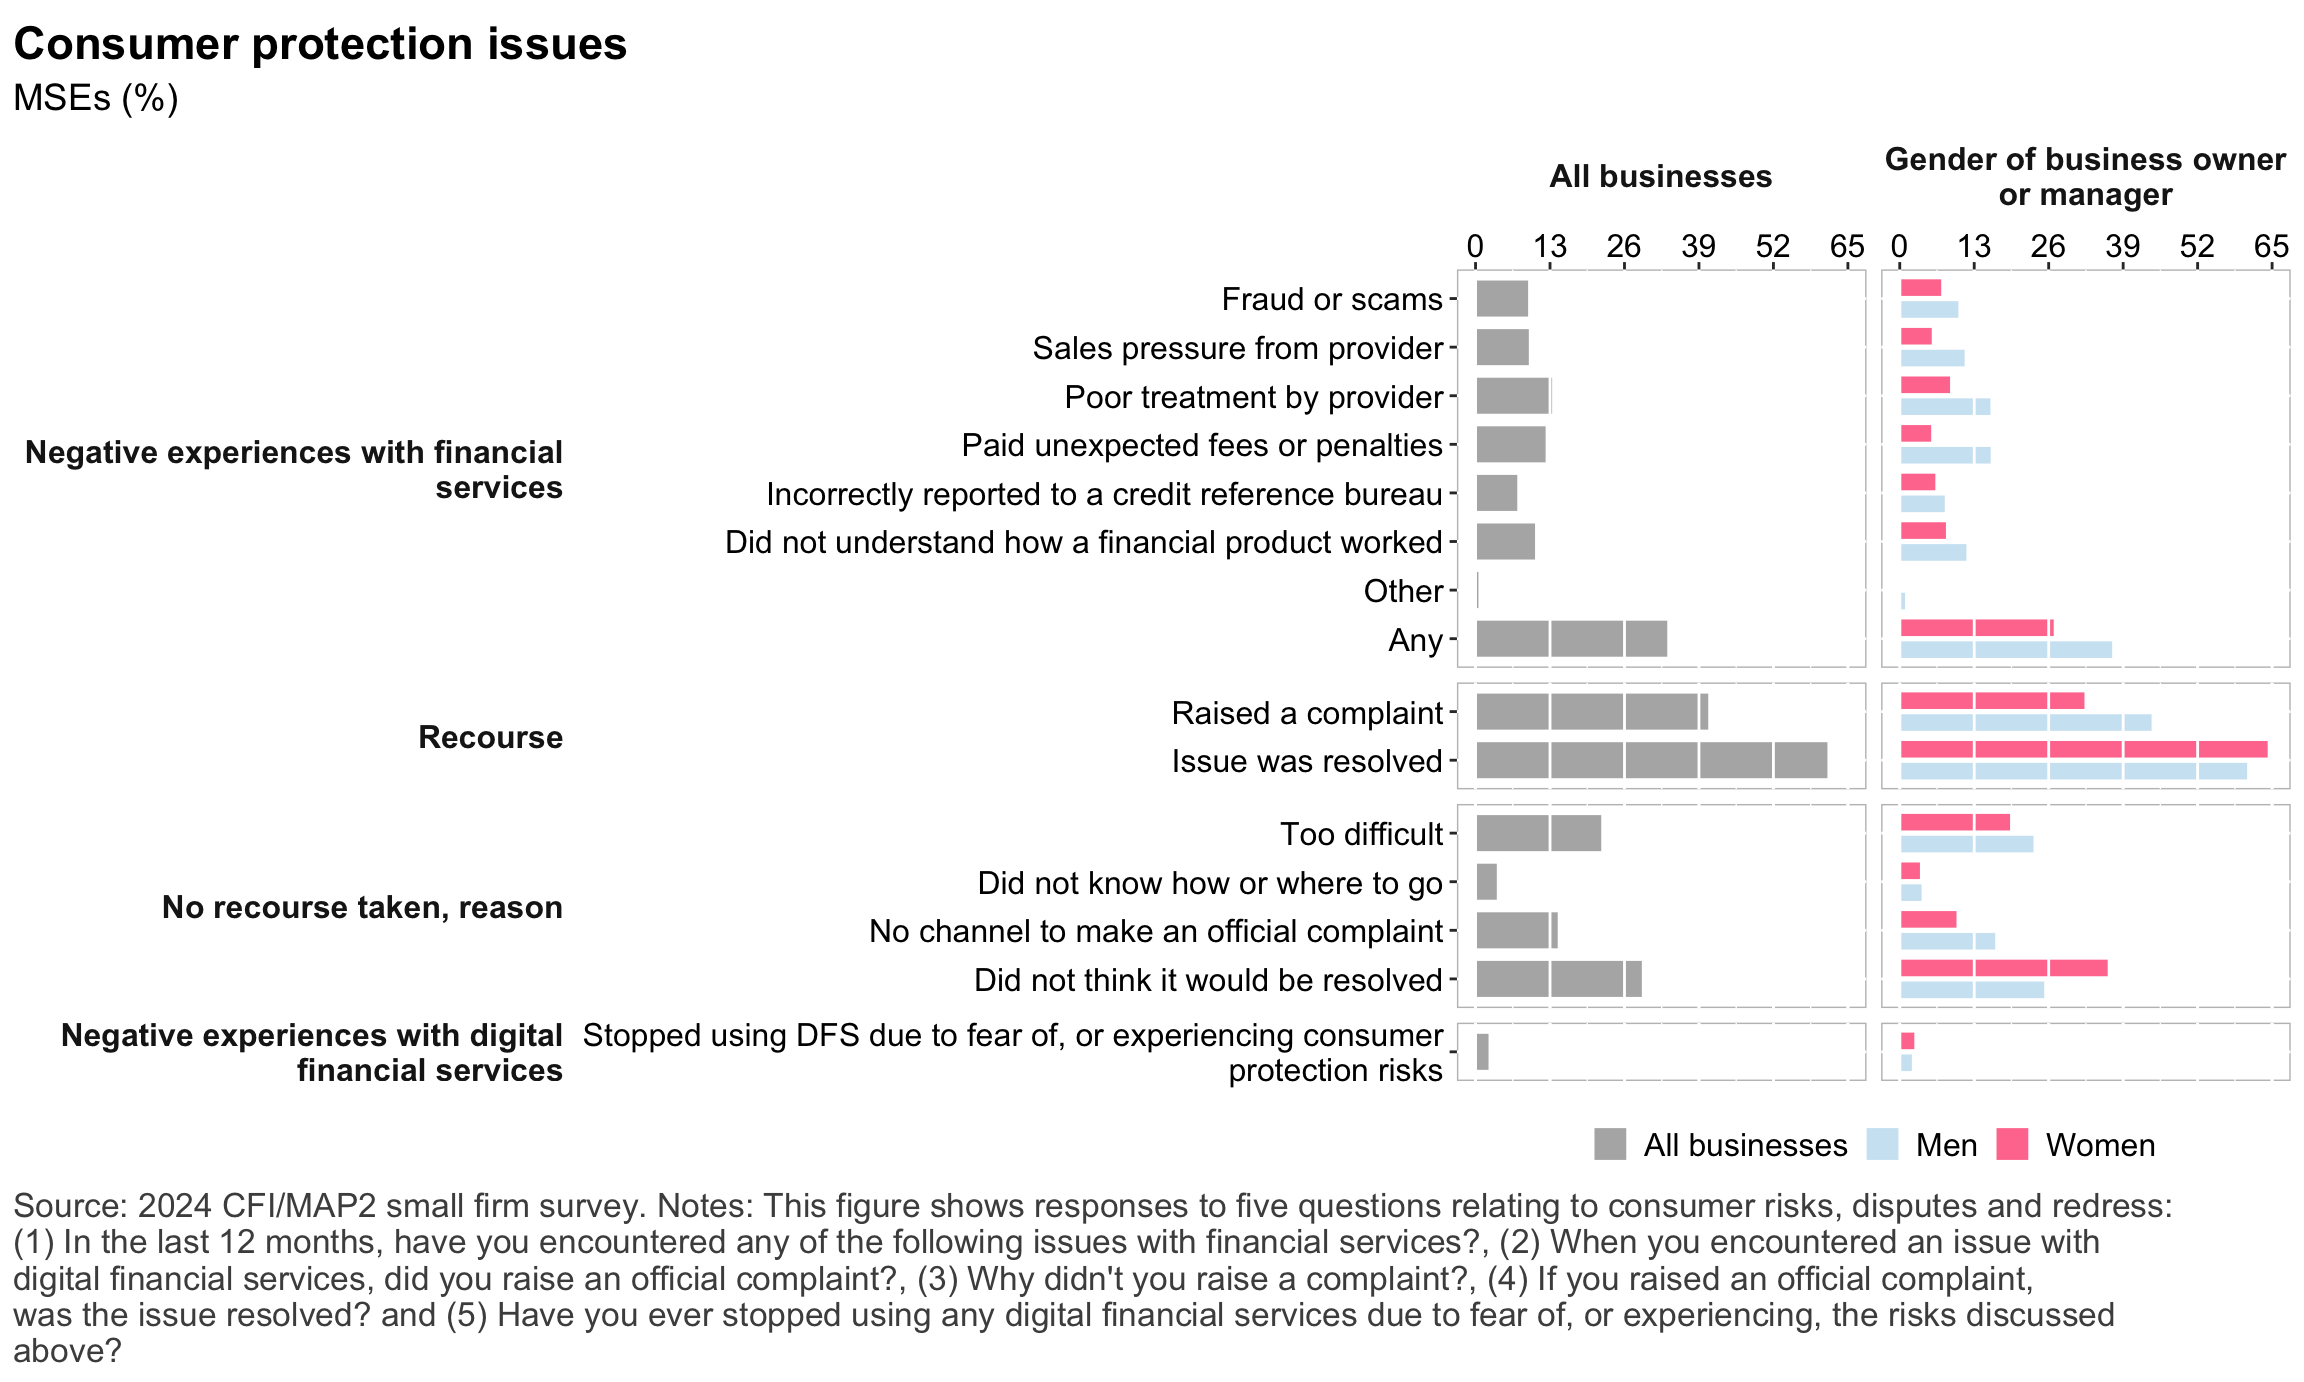 Consumer protection issues
MSEs (%)
All businesses
Gender of business owner
or manager
0 13 26 39 52 65
0 13 26 39 52 65
Negative experiences with financial
services
Fraud or scams
Sales pressure from provider
Poor treatment by provider
Paid unexpected fees or penalties
Incorrectly reported to a credit reference bureau
Did not understand how a financial product worked
Other
Any
Recourse
Raised a complaint
Issue was resolved
No recourse taken, reason
Too difficult
Did not know how or where to go
No channel to make an official complaint
Did not think it would be resolved
Negative experiences with digital
financial services
Stopped using DFS due to fear of, or experiencing consumer
protection risks
All businesses Men Women
Source: 2024 CFI/MAP2 small firm survey. Notes: This figure shows responses to five questions relating to consumer risks, disputes and redress:
(1) In the last 12 months, have you encountered any of the following issues with financial services?, (2) When you encountered an issue with
digital financial services, did you raise an official complaint?, (3) Why didn't you raise a complaint?, (4) If you raised an official complaint,
was the issue resolved? and (5) Have you ever stopped using any digital financial services due to fear of, or experiencing, the risks discussed
above?